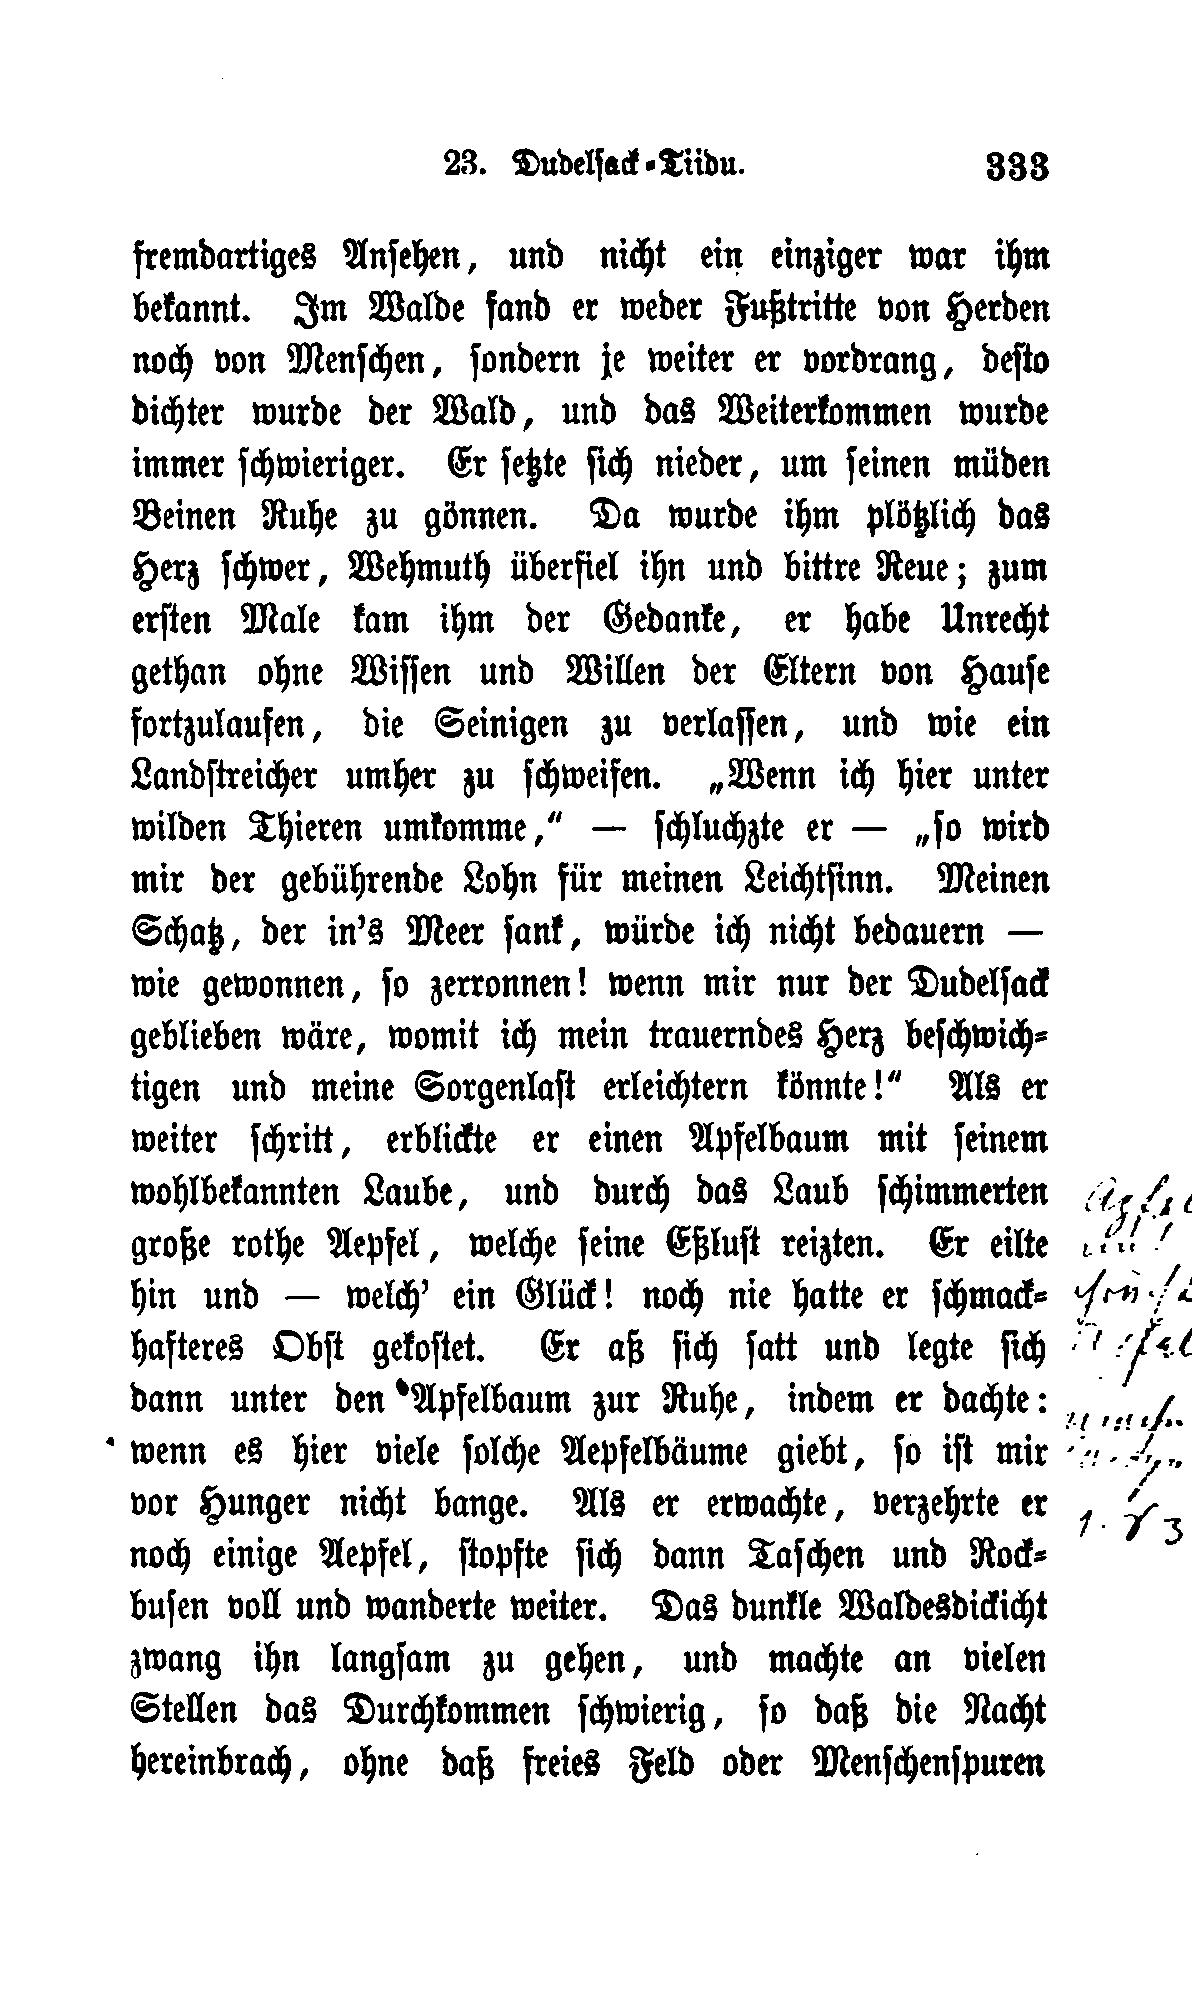 23. Dudelsack-Tiidu. 333
fremdartiges Ansehen, und nicht ein einziger war ihm
bekannt. Im Walde fand er weder Fußtritte von Herden
noch von Menschen, sondern je weiter er vordrang, desto
dichter wurde der Wald, und das Weiterkommen wurde
immer schwieriger. Er setzte sich nieder, um seinen müden
Beinen Ruhe zu gönnen. Da wurde ihm plötzlich das
Herz schwer, Wehmuth überfiel ihn und bittre Reue; zum
ersten Male kam ihm der Gedanke, er habe Unrecht
gethan ohne Wissen und Willen der Eltern von Hause
fortzulaufen, die Seinigen zu verlassen, und wie ein
Landstreicher umher zu schweifen. „Wenn ich hier unter
wilden Thieren umkomme,“ — schluchzte er — „so wird
mir der gebührende Lohn für meinen Leichtsinn. Meinen
Schatz, der in's Meer sank, würde ich nicht bedauern —
wie gewonnen, so zerronnen! wenn mir nur der Dudelsack
geblieben wäre, womit ich mein trauerndes Herz beschwich-
tigen und meine Sorgenlast erleichtern könnte!“ Als er
weiter schritt, erblickte er einen Apfelbaum mit seinem
wohlbekannten Laube, und durch das Laub schimmerten
große rothe Aepfel, welche seine Eßlust reizten. Er eilte
hin und — welch' ein Glück! noch nie hatte er schmack-
hafteres Obst gekostet. Er aß sich satt und legte sich
dann unter den Apfelbaum zur Ruhe, indem er dachte:
wenn es hier viele solche Aepfelbäume giebt, so ist mir
vor Hunger nicht bange. Als er erwachte, verzehrte er
noch einige Aepfel, stopfte sich dann Taschen und Rock-
busen voll und wanderte weiter. Das dunkle Waldesdickicht
zwang ihn langsam zu gehen, und machte an vielen
Stellen das Durchkommen schwierig, so daß die Nacht
hereinbrach, ohne daß freies Feld oder Menschenspuren